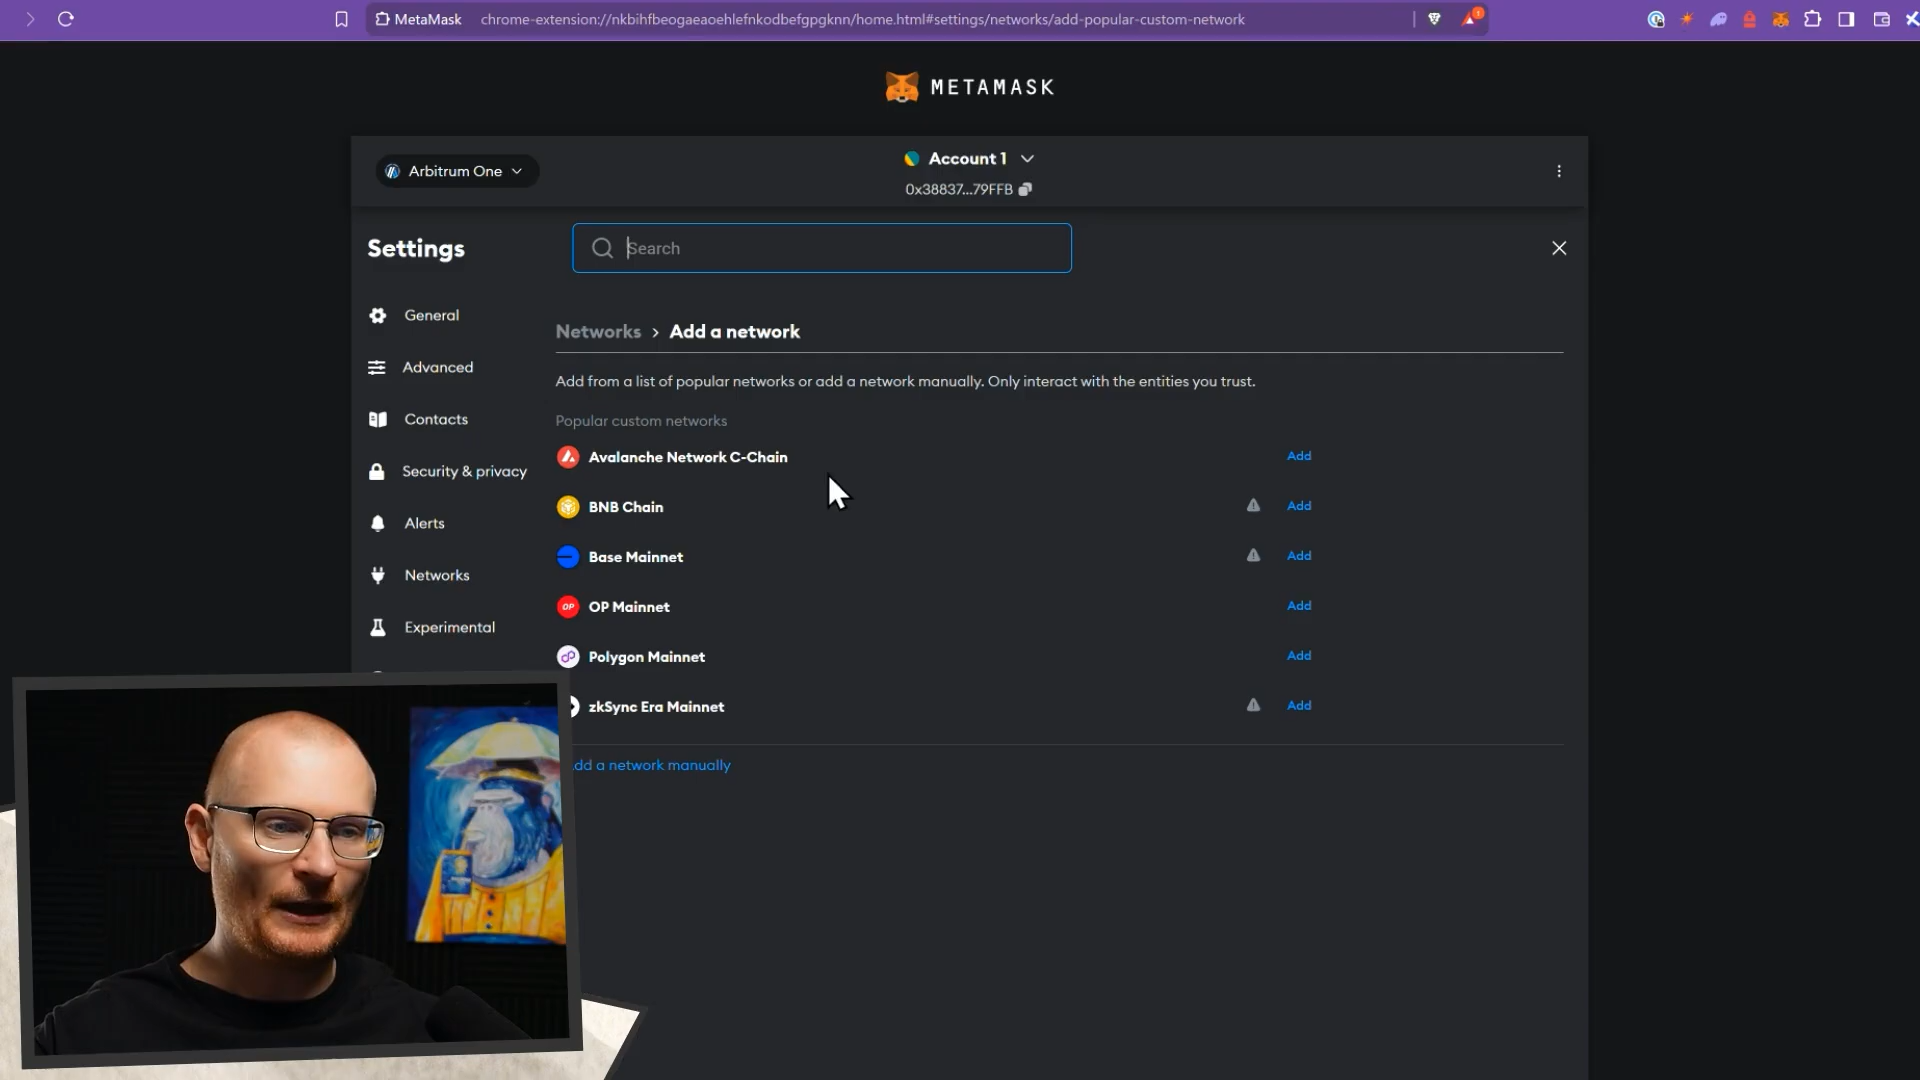 MetaMask
chrome-extension://nkbihfbeogaeaoehlefnkodbefgpgknn/home.html#settings/networks/add-popular-custom-network
METAMASK
Arbitrum One
Account 1
0x38837...79FFB
Settings
Search
General
Advanced
Contacts
Security & privacy
Alerts
Networks
Experimental
Networks > Add a network
Add from a list of popular networks or add a network manually. Only interact with the entities you trust.
Popular custom networks
Avalanche Network C-Chain Add
BNB Chain Add
Base Mainnet Add
OP OP Mainnet Add
Polygon Mainnet Add
zkSync Era Mainnet Add
dd a network manually